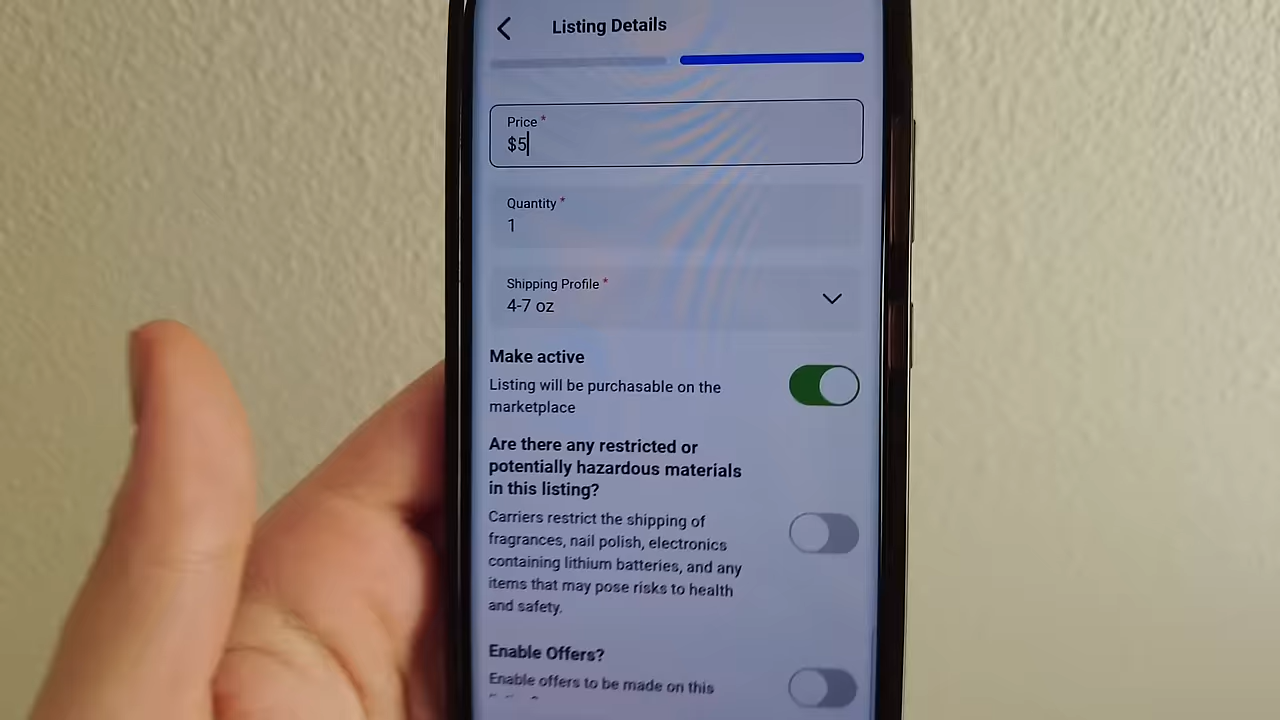 Listing Details
Price *
$5
Quantity *
1
Shipping Profile *
4-7 oz
Make active
Listing will be purchasable on the
marketplace
Are there any restricted or
potentially hazardous materials
in this listing?
Carriers restrict the shipping of
fragrances, nail polish, electronics
containing lithium batteries, and any
items that may pose risks to health
and safety.
Enable Offers?
Enable offers to be made on this